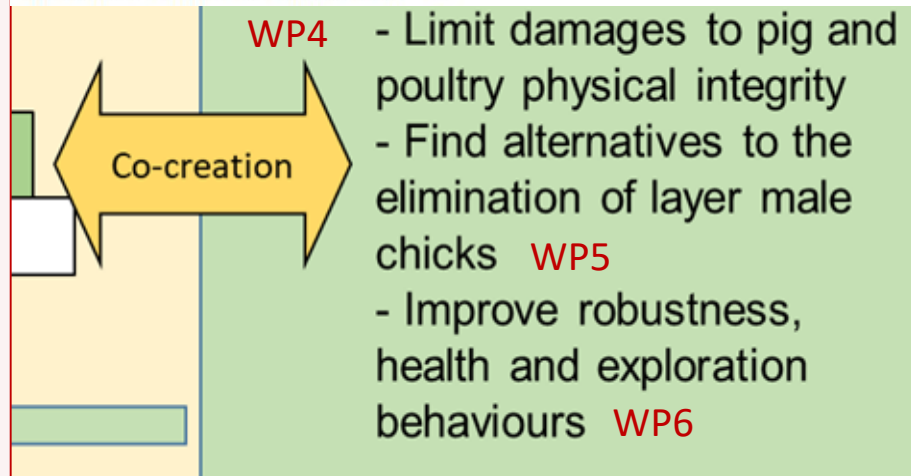 WP4
- Limit damages to pig and
poultry physical integrity
- Find alternatives to the
elimination of layer male
chicks WP5
- Improve robustness,
health and exploration
behaviours WP6
Co-creation